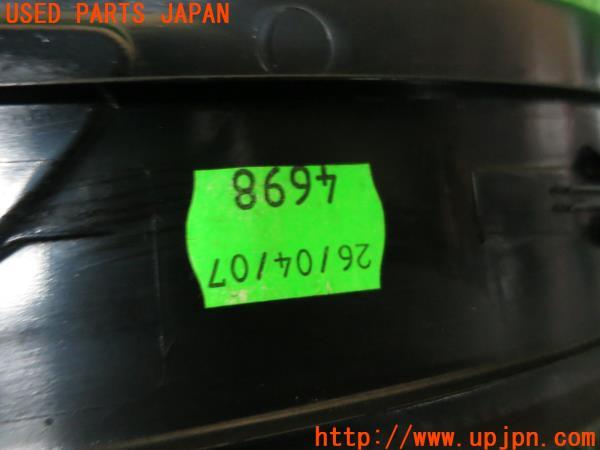 USED PARTS JAPAN
26/04/07
4698
http://www.upjpn.com